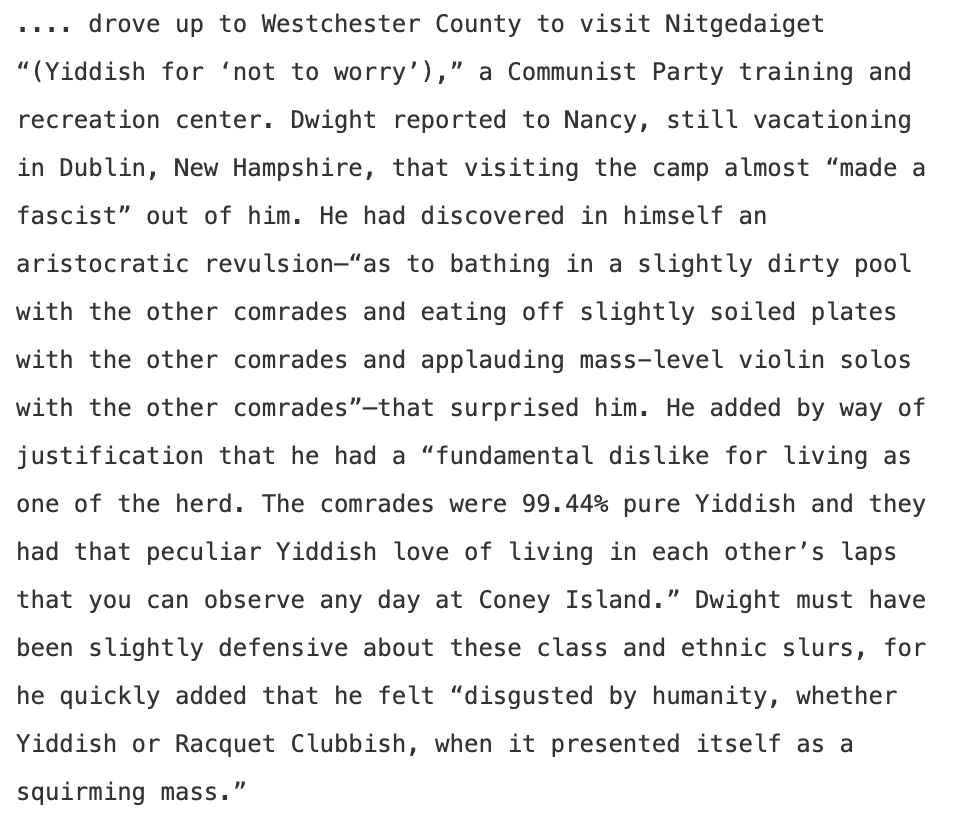 .... drove up to Westchester County to visit Nitgedaiget
“(Yiddish for ‘not to worry’),” a Communist Party training and
recreation center. Dwight reported to Nancy, still vacationing
in Dublin, New Hampshire, that visiting the camp almost “made a
fascist” out of him. He had discovered in himself an
aristocratic revulsion—“as to bathing in a slightly dirty pool
with the other comrades and eating off slightly soiled plates
with the other comrades and applauding mass-level violin solos
with the other comrades”—that surprised him. He added by way of
justification that he had a “fundamental dislike for living as
one of the herd. The comrades were 99.44% pure Yiddish and they
had that peculiar Yiddish love of living in each other’s laps
that you can observe any day at Coney Island.” Dwight must have
been slightly defensive about these class and ethnic slurs, for
he quickly added that he felt “disgusted by humanity, whether
Yiddish or Racquet Clubbish, when it presented itself as a
squirming mass.”